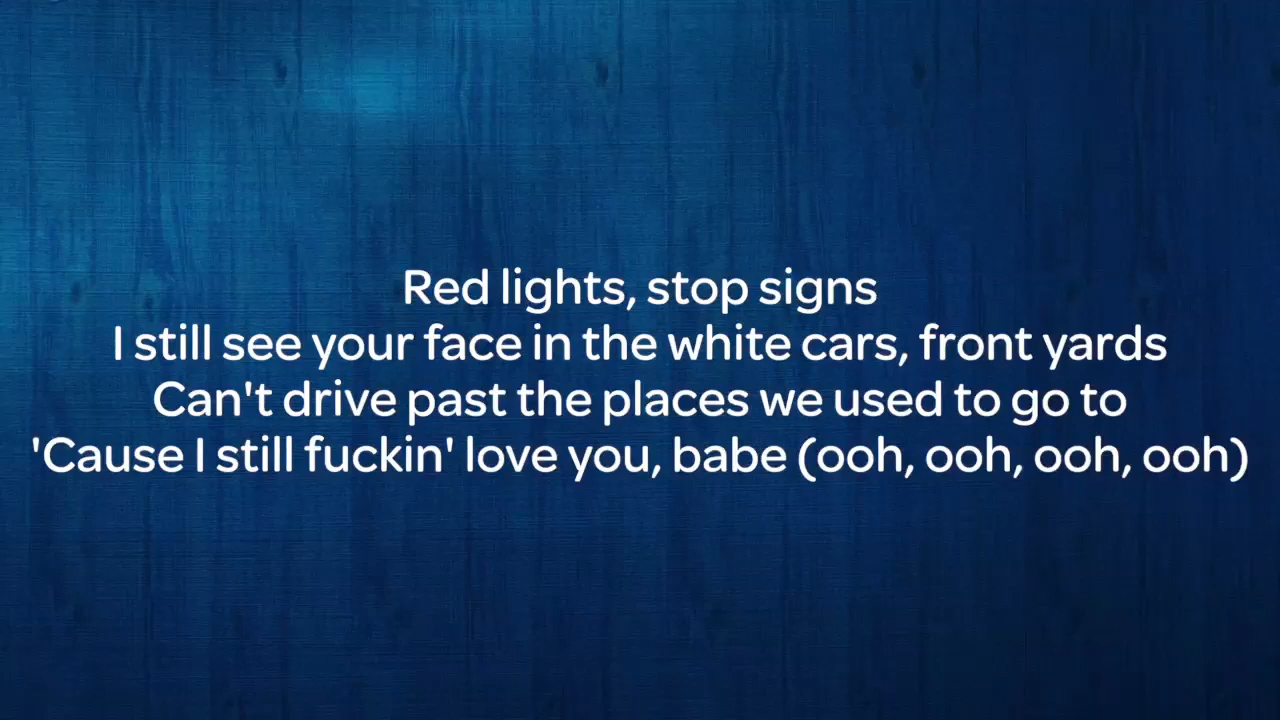 Red lights, stop signs
I still see your face in the white cars, front yards
Can't drive past the places we used to go to
'Cause I still fuckin' love you, babe (ooh, ooh, ooh, ooh)